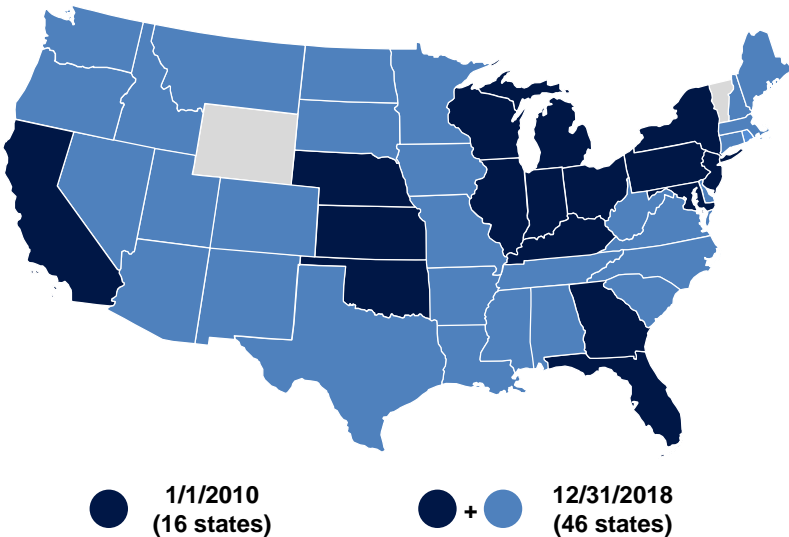 1/1/2010
(16 states)
+
12/31/2018
(46 states)